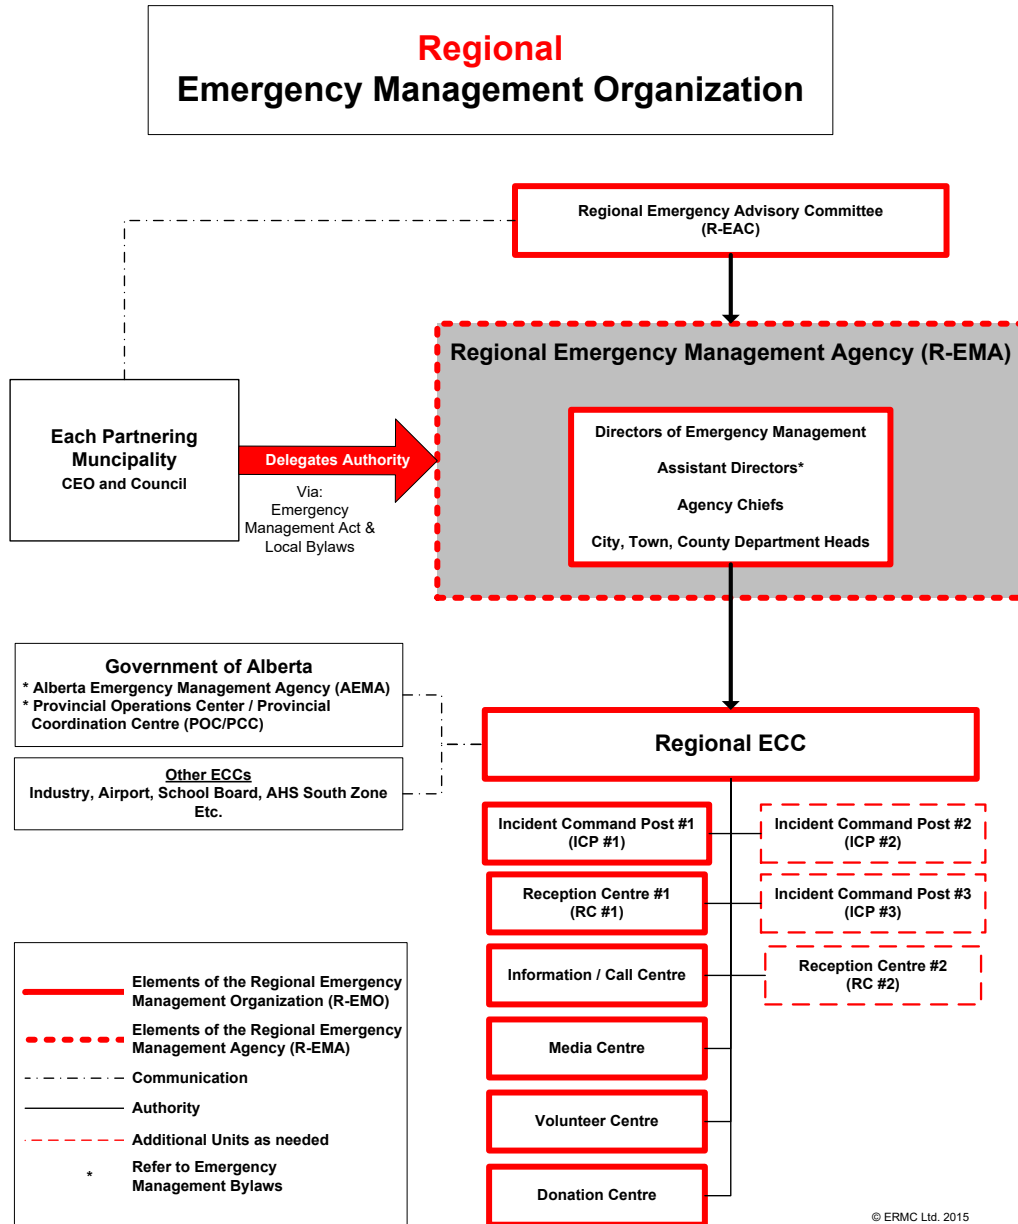 Regional
Emergency Management Organization
Regional Emergency Advisory Committee
(R-EAC)
Regional Emergency Management Agency (R-EMA)
Each Partnering
Muncipality
CEO and Council
Delegates Authority
Via:
Emergency
Management Act &
Local Bylaws
Directors of Emergency Management
Assistant Directors*
Agency Chiefs
City, Town, County Department Heads
Government of Alberta
* Alberta Emergency Management Agency (AEMA)
* Provincial Operations Center / Provincial
Coordination Centre (POC/PCC)
Other ECCs
Industry, Airport, School Board, AHS South Zone
Etc.
Regional ECC
Incident Command Post #1
(ICP #1)
Incident Command Post #2
(ICP #2)
Reception Centre #1
(RC #1)
Incident Command Post #3
(ICP #3)
Information / Call Centre
Reception Centre #2
(RC #2)
Media Centre
Volunteer Centre
Donation Centre
Elements of the Regional Emergency
Management Organization (R-EMO)
Elements of the Regional Emergency
Management Agency (R-EMA)
Communication
Authority
Additional Units as needed
* Refer to Emergency
Management Bylaws
© ERMC Ltd. 2015